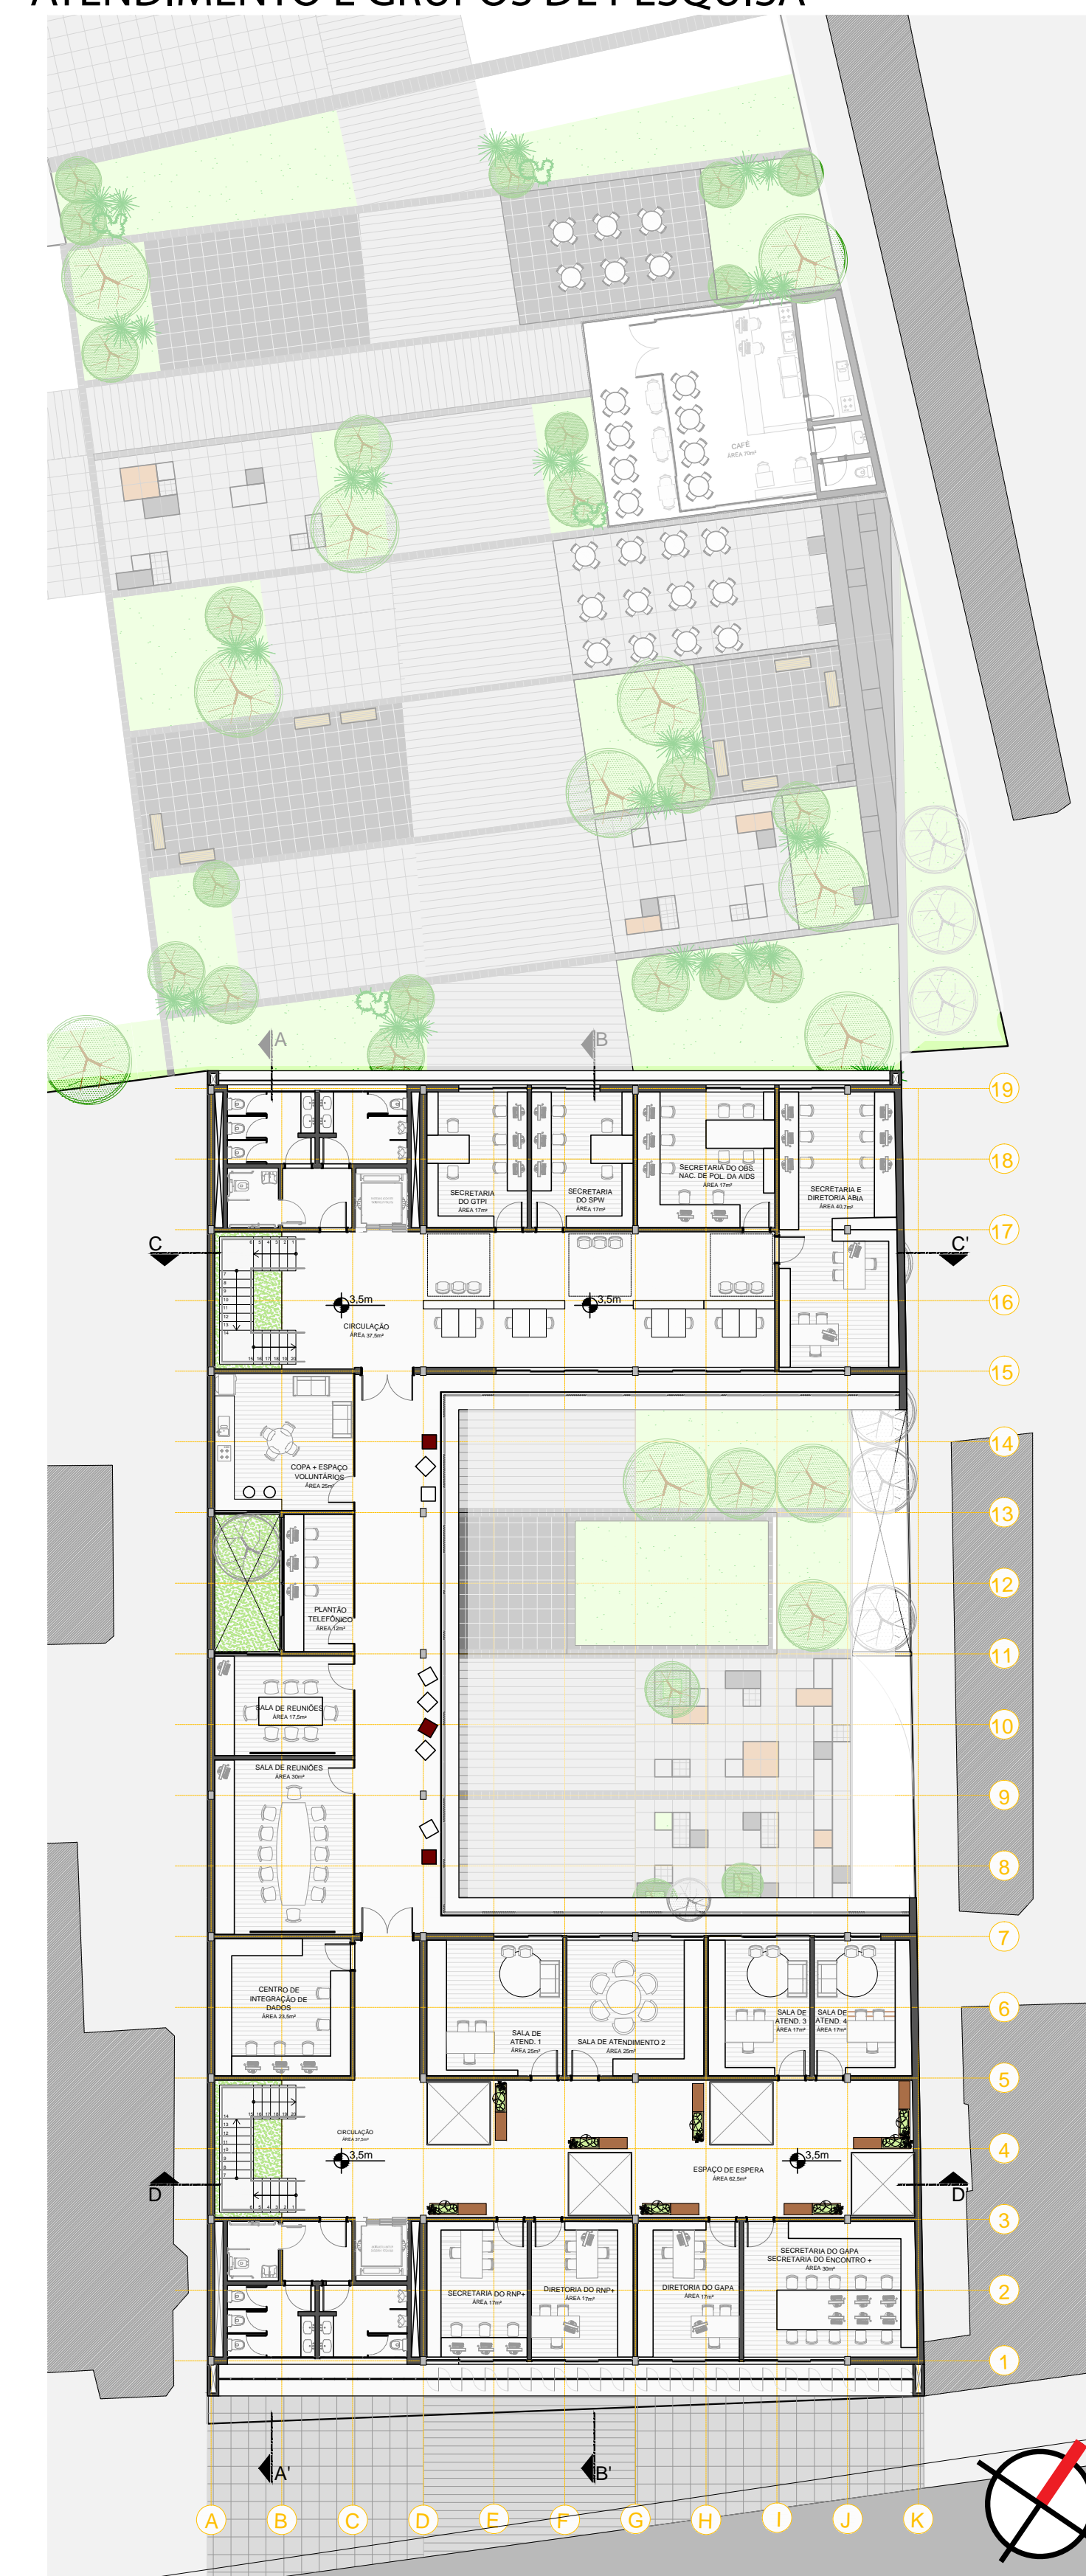 ATENDIMENTO E GRUPOS DE PESQUISA
CAFÉ
ÁREA 70m²
A
B
19
18
17
16
15
14
13
12
11
10
9
8
7
6
5
4
3
2
1
SECRETARIA
DO GTPI
ÁREA 17m²
SECRETARIA
DO SPW
ÁREA 17m²
SECRETARIA DO OBS.
NAC. DE POL. DA AIDS
ÁREA 17m²
SECRETARIA E
DIRETORIA ABIA
ÁREA 40,7m²
C
C'
3,5m
3,5m
CIRCULAÇÃO
ÁREA 37,5m²
COPA + ESPAÇO
VOLUNTÁRIOS
ÁREA 25m²
PLANTÃO
TELEFÔNICO
ÁREA 12m²
SALA DE REUNIÕES
ÁREA 17,5m²
SALA DE REUNIÕES
ÁREA 30m²
CENTRO DE
INTEGRAÇÃO DE
DADOS
ÁREA 23,5m²
SALA DE
ATEND. 1
ÁREA 25m²
SALA DE ATENDIMENTO 2
ÁREA 25m²
SALA DE
ATEND. 3
ÁREA 17m²
SALA DE
ATEND. 4
ÁREA 17m²
CIRCULAÇÃO
ÁREA 37,5m²
3,5m
ESPAÇO DE ESPERA
ÁREA 62,5m²
3,5m
D
D'
SECRETARIA DO RNP+
ÁREA 17m²
DIRETORIA DO RNP+
ÁREA 17m²
DIRETORIA DO GAPA
ÁREA 17m²
SECRETARIA DO GAPA
SECRETARIA DO ENCONTRO +
ÁREA 30m²
A'
B'
A B C D E F G H I J K